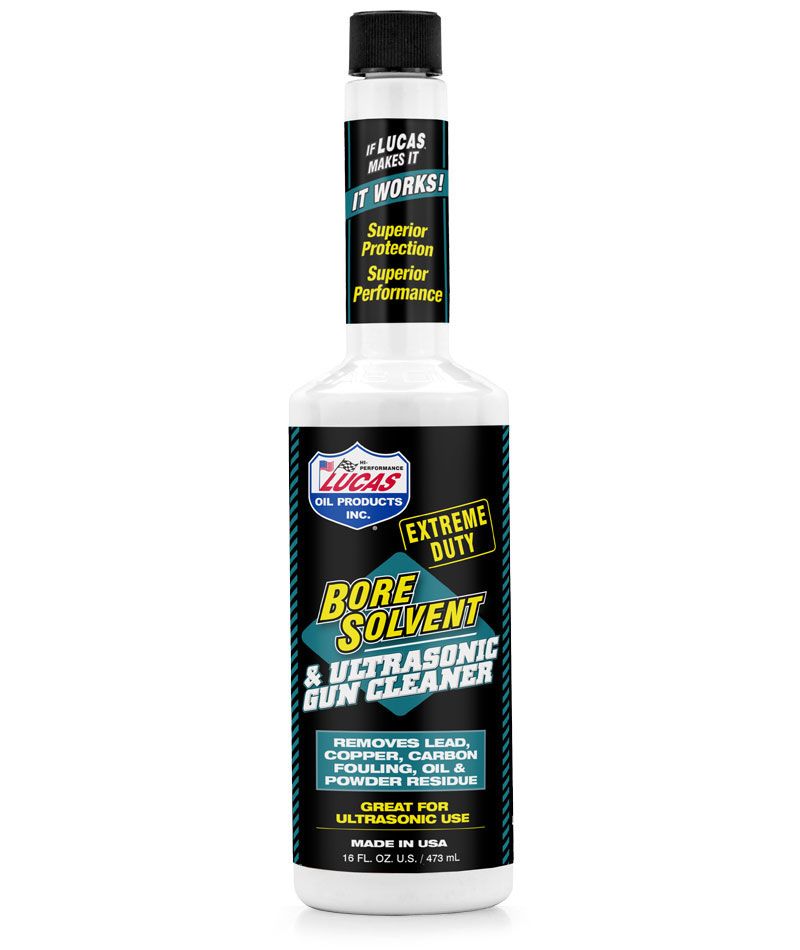 IF LUCAS
MAKES IT
IT WORKS!
Superior
Protection
Superior
Performance
HI-
PERFORMANCE
LUCAS
OIL PRODUCTS
INC.
®
EXTREME
DUTY
BORE
SOLVENT
& ULTRASONIC
GUN CLEANER
REMOVES LEAD,
COPPER, CARBON
FOULING, OIL &
POWDER RESIDUE
GREAT FOR
ULTRASONIC USE
MADE IN USA
16 FL. OZ. U.S. / 473 mL